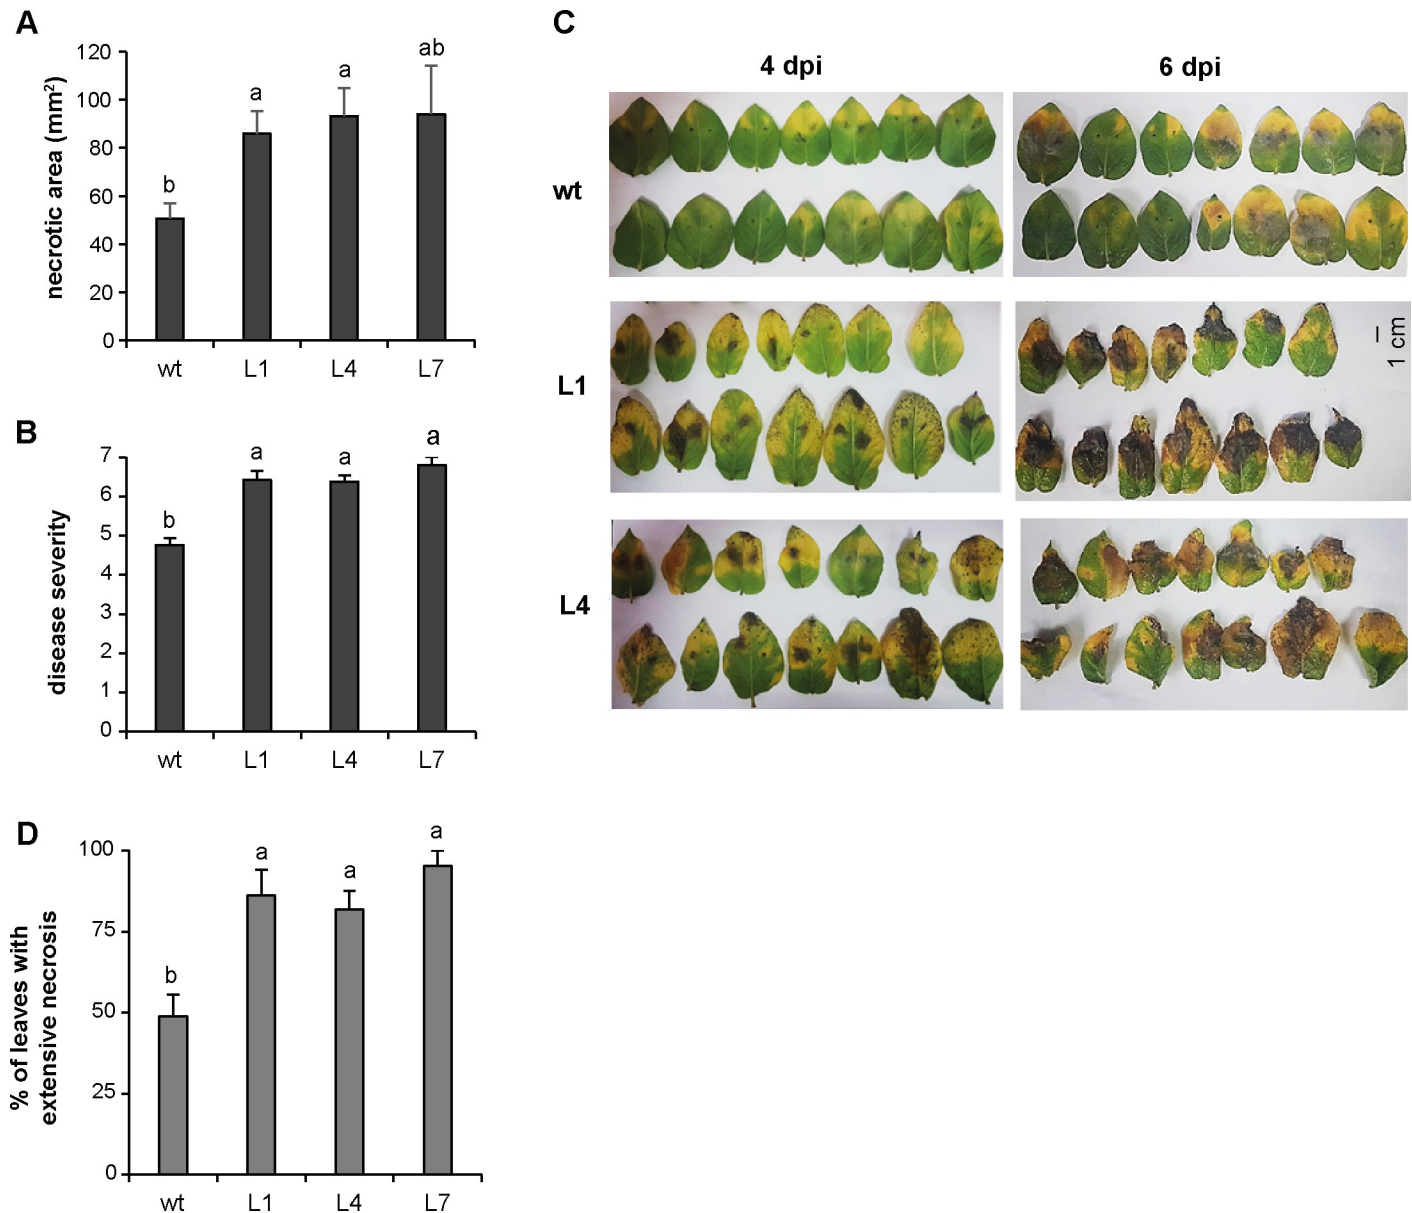 A
necrotic area (mm²)
120
100
80
60
40
20
0
b
a
a
ab
wt
L1
L4
L7
B
disease severity
7
6
5
4
3
2
1
0
b
a
a
a
wt
L1
L4
L7
C
4 dpi
6 dpi
wt
L1
1 cm
L4
D
% of leaves with
extensive necrosis
100
75
50
25
0
b
a
a
a
wt
L1
L4
L7